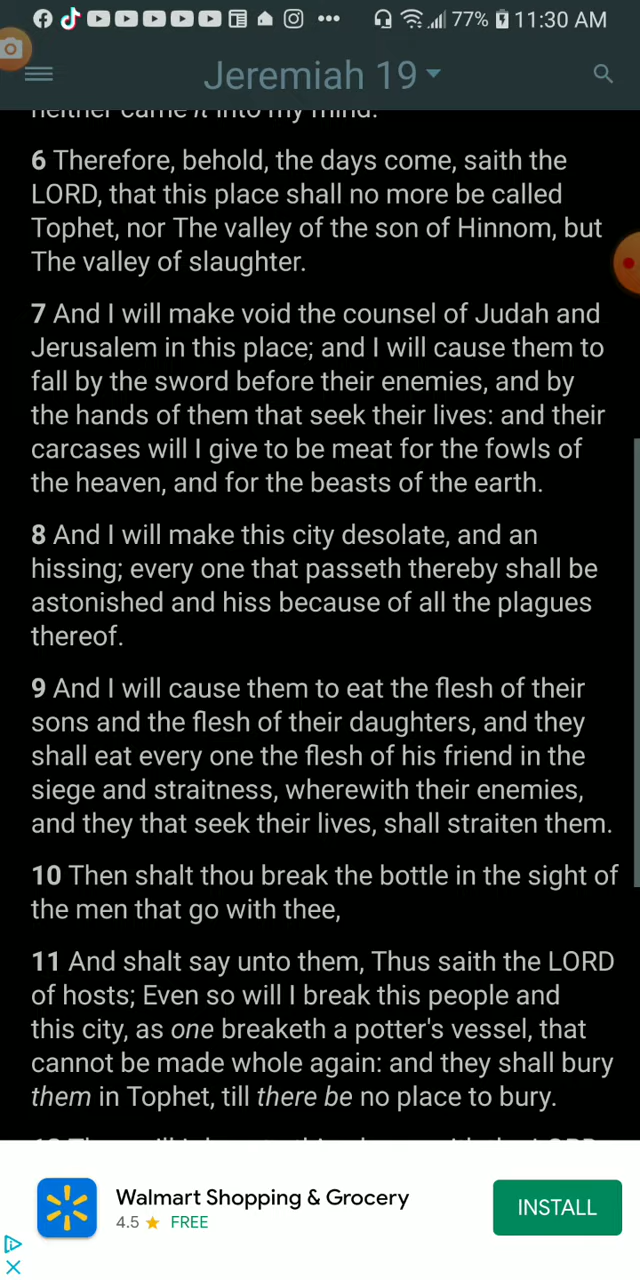 77% 11:30 AM
Jeremiah 19
neither came it into my mind.
6 Therefore, behold, the days come, saith the
LORD, that this place shall no more be called
Tophet, nor The valley of the son of Hinnom, but
The valley of slaughter.
7 And I will make void the counsel of Judah and
Jerusalem in this place; and I will cause them to
fall by the sword before their enemies, and by
the hands of them that seek their lives: and their
carcases will I give to be meat for the fowls of
the heaven, and for the beasts of the earth.
8 And I will make this city desolate, and an
hissing; every one that passeth thereby shall be
astonished and hiss because of all the plagues
thereof.
9 And I will cause them to eat the flesh of their
sons and the flesh of their daughters, and they
shall eat every one the flesh of his friend in the
siege and straitness, wherewith their enemies,
and they that seek their lives, shall straiten them.
10 Then shalt thou break the bottle in the sight of
the men that go with thee,
11 And shalt say unto them, Thus saith the LORD
of hosts; Even so will I break this people and
this city, as one breaketh a potter's vessel, that
cannot be made whole again: and they shall bury
them in Tophet, till there be no place to bury.
Walmart Shopping & Grocery
4.5 ★ FREE
INSTALL